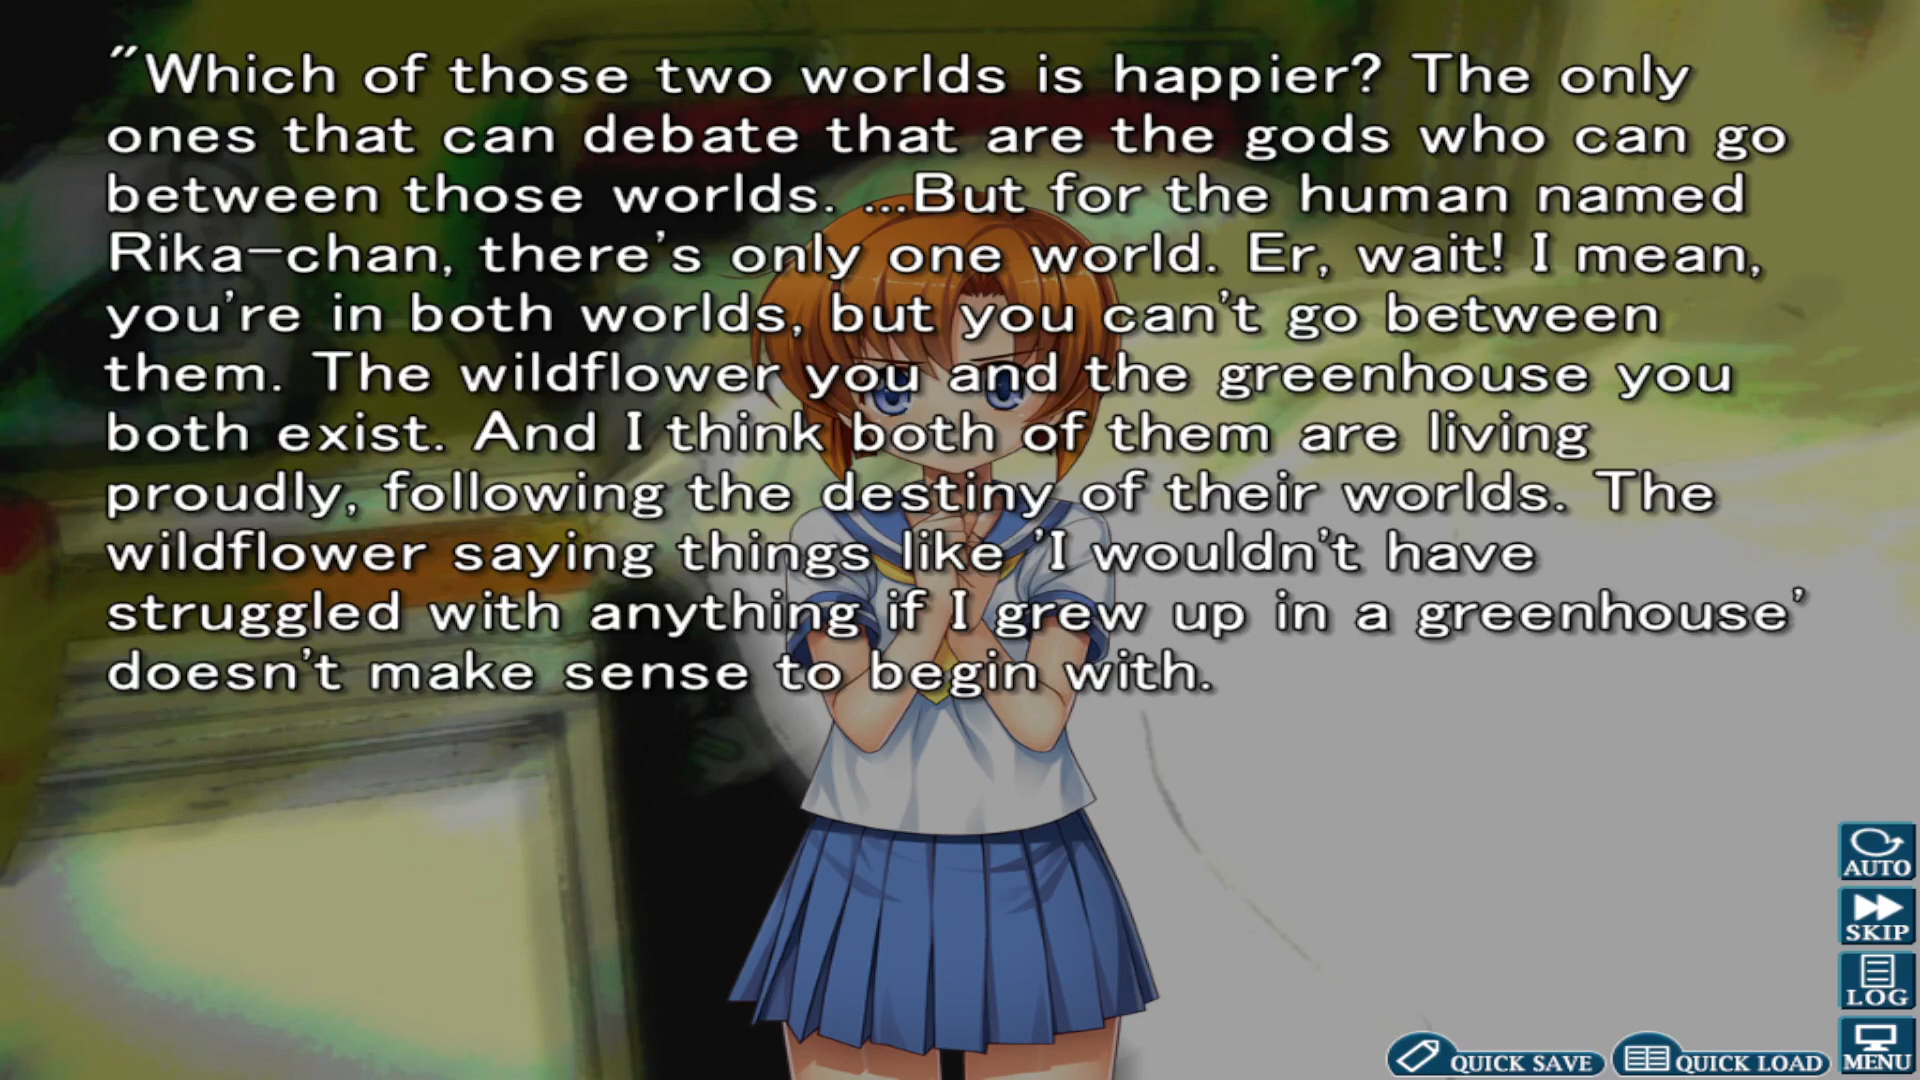 "Which of those two worlds is happier? The only
ones that can debate that are the gods who can go
between those worlds. ...But for the human named
Rika-chan, there's only one world. Er, wait! I mean,
you're in both worlds, but you can't go between
them. The wildflower you and the greenhouse you
both exist. And I think both of them are living
proudly, following the destiny of their worlds. The
wildflower saying things like 'I wouldn't have
struggled with anything if I grew up in a greenhouse'
doesn't make sense to begin with.
AUTO
SKIP
LOG
MENU
QUICK SAVE
QUICK LOAD